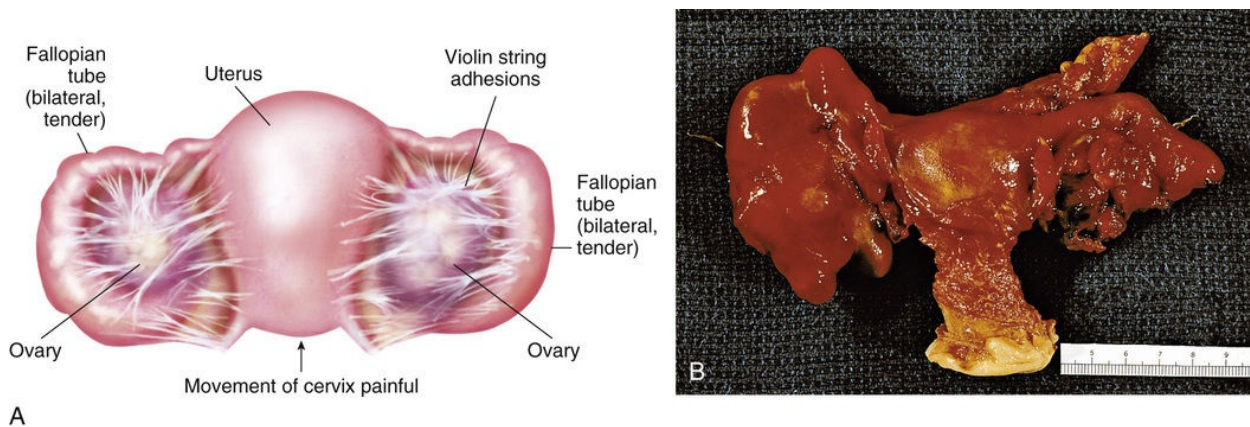 Fallopian
tube
(bilateral,
tender)
Uterus
Violin string
adhesions
Fallopian
tube
(bilateral,
tender)
Ovary
Ovary
Movement of cervix painful
A
B
5 6 7 8 9